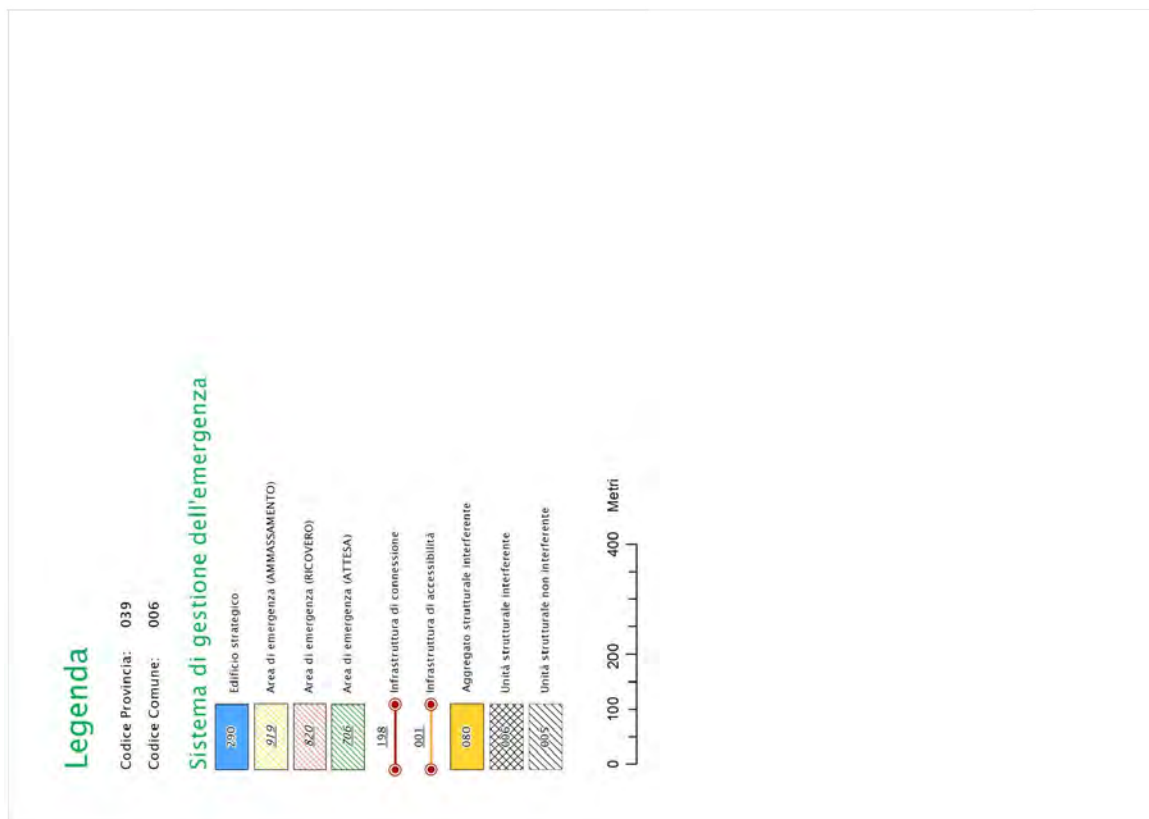 Legenda
Codice Provincia: 039
Codice Comune: 006
Sistema di gestione dell'emergenza
290 Edificio strategico
919 Area di emergenza (AMMASSAMENTO)
820 Area di emergenza (RICOVERO)
706 Area di emergenza (ATTESA)
198 Infrastruttura di connessione
001 Infrastruttura di accessibilità
080 Aggregato strutturale interferente
006 Unità strutturale interferente
005 Unità strutturale non interferente
0 100 200 400 Metri